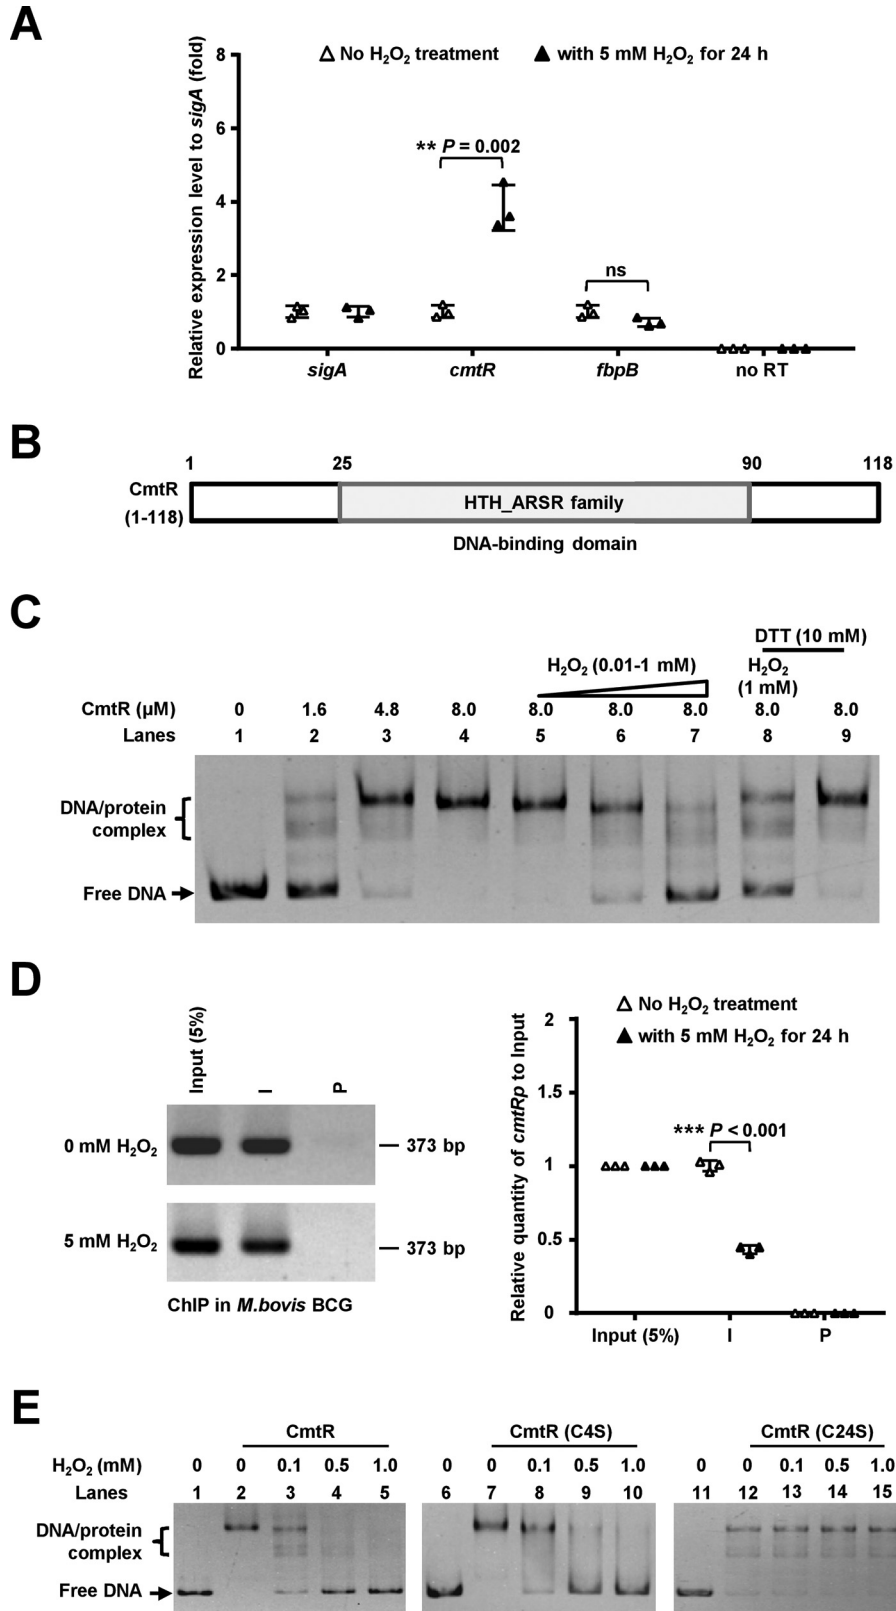 A
Relative expression level to sigA (fold)
8
6
4
2
0
No H₂O₂ treatment
with 5 mM H₂O₂ for 24 h
** P = 0.002
ns
sigA cmtR fbpB no RT
B
1 25 90 118
CmtR
(1-118)
HTH_ARSR family
DNA-binding domain
C
DTT (10 mM)
H₂O₂ (0.01-1 mM)
H₂O₂
(1 mM)
CmtR (μM) 0 1.6 4.8 8.0 8.0 8.0 8.0 8.0 8.0
Lanes 1 2 3 4 5 6 7 8 9
DNA/protein
complex
Free DNA
D
Input (5%) I P
0 mM H₂O₂
373 bp
5 mM H₂O₂
373 bp
ChIP in M.bovis BCG
No H₂O₂ treatment
with 5 mM H₂O₂ for 24 h
Relative quantity of cmtRp to Input
2
1.5
1
0.5
0
*** P < 0.001
Input (5%) I P
E
CmtR CmtR (C4S) CmtR (C24S)
H₂O₂ (mM) 0 0 0.1 0.5 1.0 0 0 0.1 0.5 1.0 0 0 0.1 0.5 1.0
Lanes 1 2 3 4 5 6 7 8 9 10 11 12 13 14 15
DNA/protein
complex
Free DNA